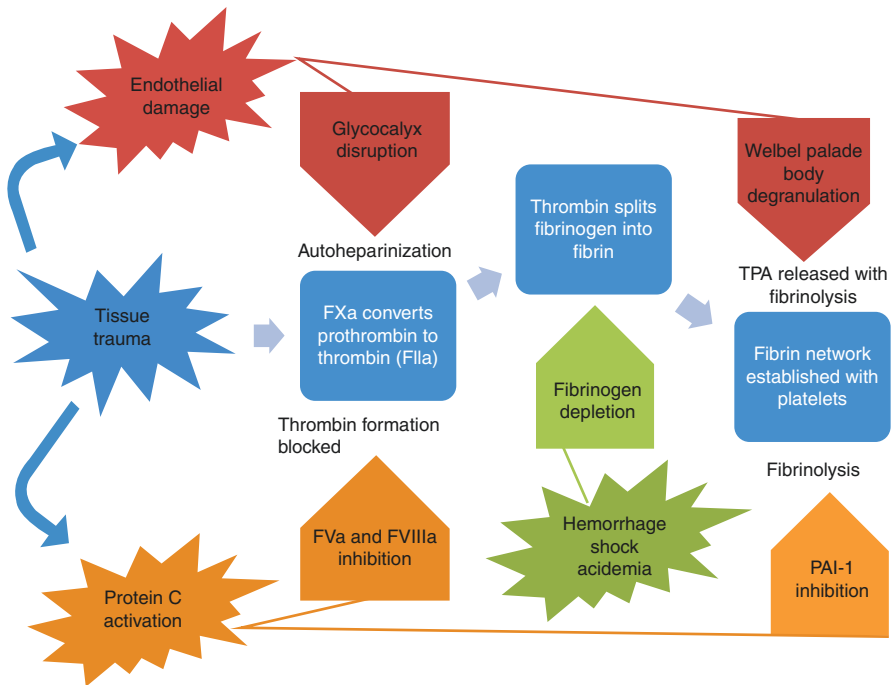 Endothelial
damage
Glycocalyx
disruption
Welbel palade
body
degranulation
Thrombin splits
fibrinogen into
fibrin
Autoheparinization
TPA released with
fibrinolysis
Tissue
trauma
FXa converts
prothrombin to
thrombin (FIIa)
Fibrin network
established with
platelets
Fibrinogen
depletion
Thrombin formation
blocked
Fibrinolysis
FVa and FVIIIa
inhibition
Hemorrhage
shock
acidemia
PAI-1
inhibition
Protein C
activation